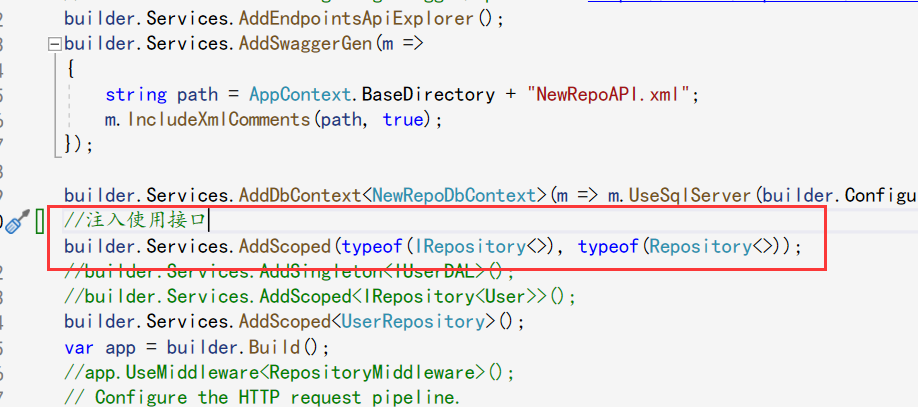 builder.Services.AddEndpointsApiExplorer();
builder.Services.AddSwaggerGen(m =>
{
string path = AppContext.BaseDirectory + "NewRepoAPI.xml";
m.IncludeXmlComments(path, true);
});
builder.Services.AddDbContext<NewRepoDbContext>(m => m.UseSqlServer(builder.Configu
//注入使用接口
builder.Services.AddScoped(typeof(IRepository<>), typeof(Repository<>));
//builder.Services.AddSingleton<IUserDAL>();
//builder.Services.AddScoped<IRepository<User>>();
builder.Services.AddScoped<UserRepository>();
var app = builder.Build();
//app.UseMiddleware<RepositoryMiddleware>();
// Configure the HTTP request pipeline.